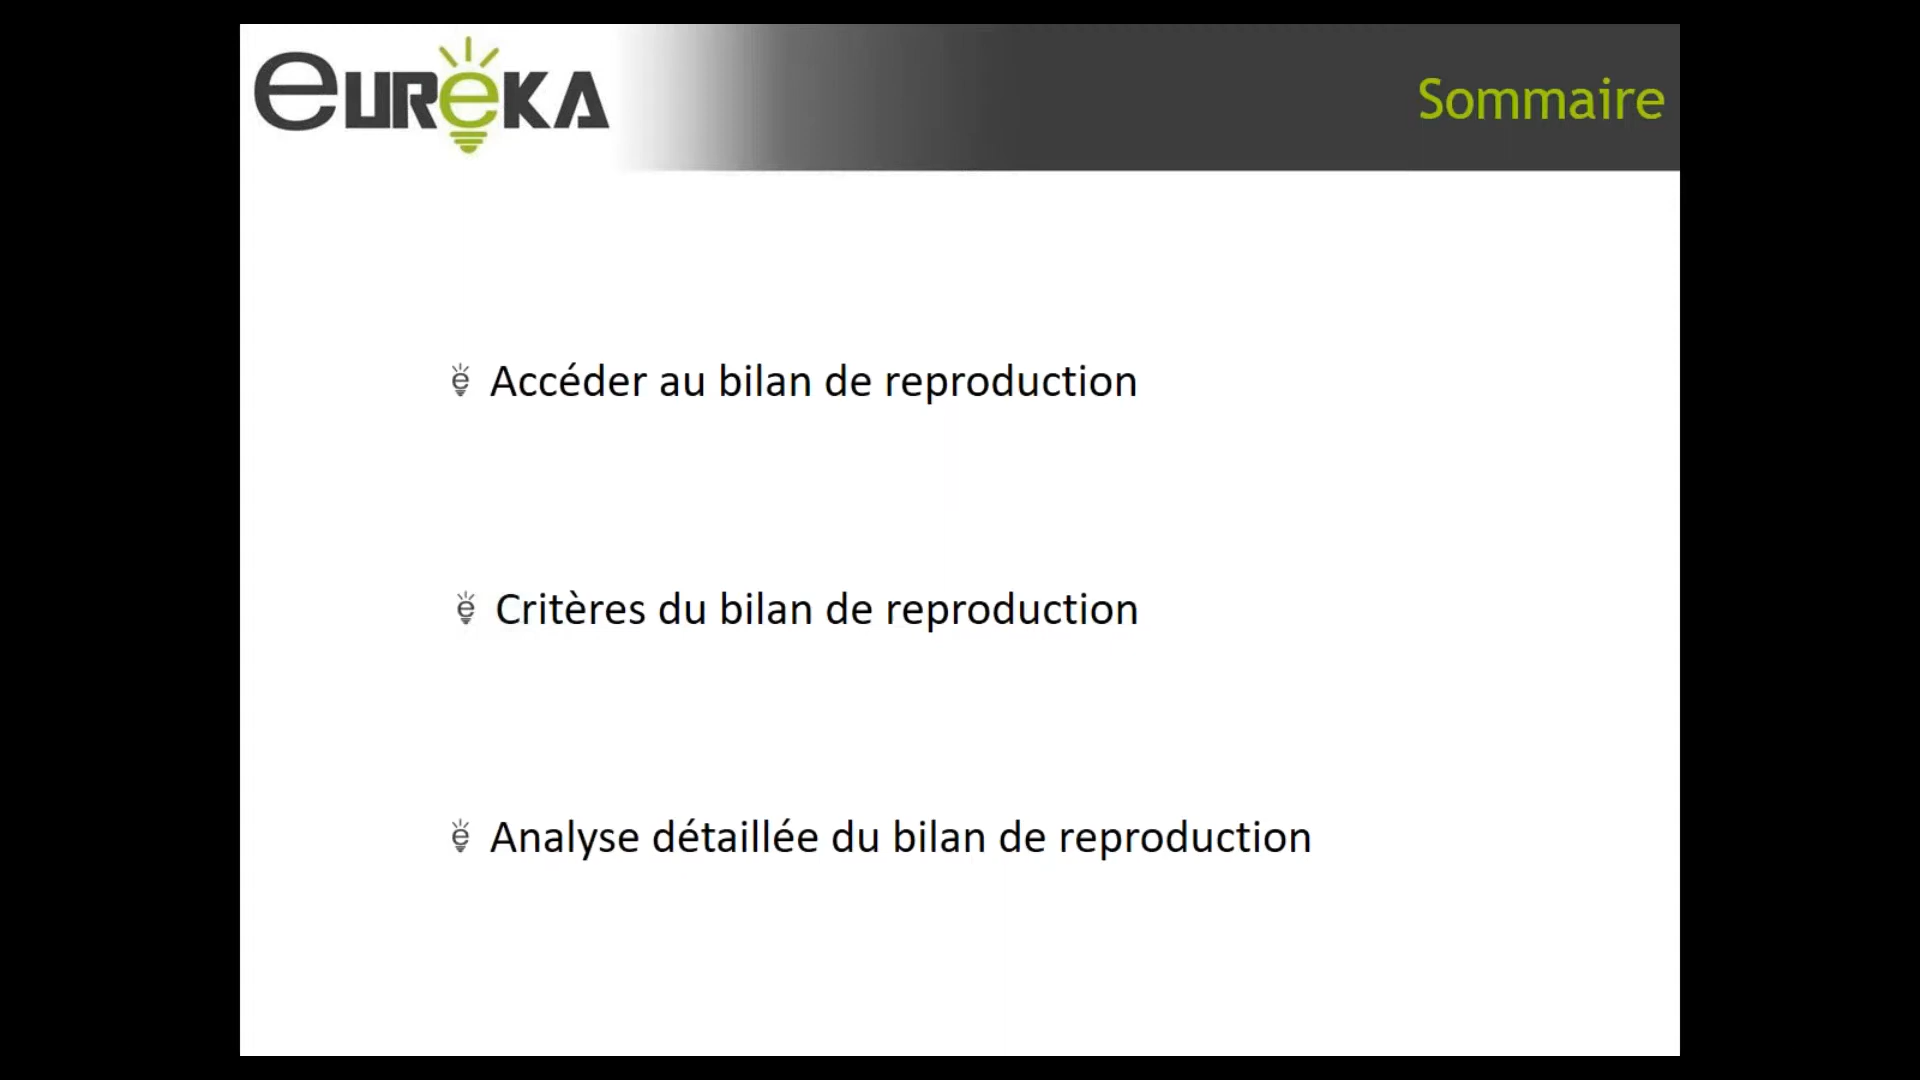 eUReKA
Sommaire
Accéder au bilan de reproduction
Critères du bilan de reproduction
Analyse détaillée du bilan de reproduction